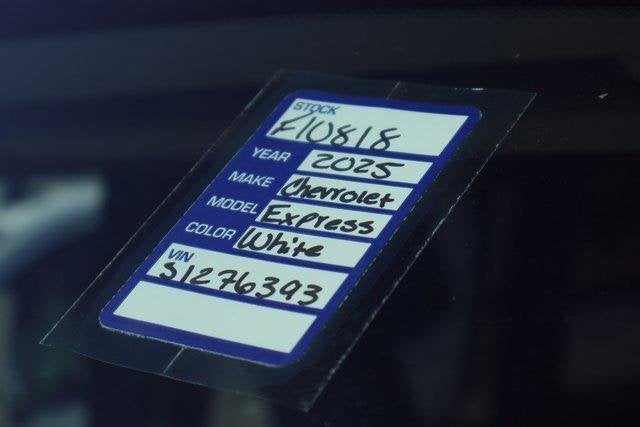 STOCK
F10818
YEAR 2025
MAKE Chevrolet
MODEL Express
COLOR White
VIN
S1276393